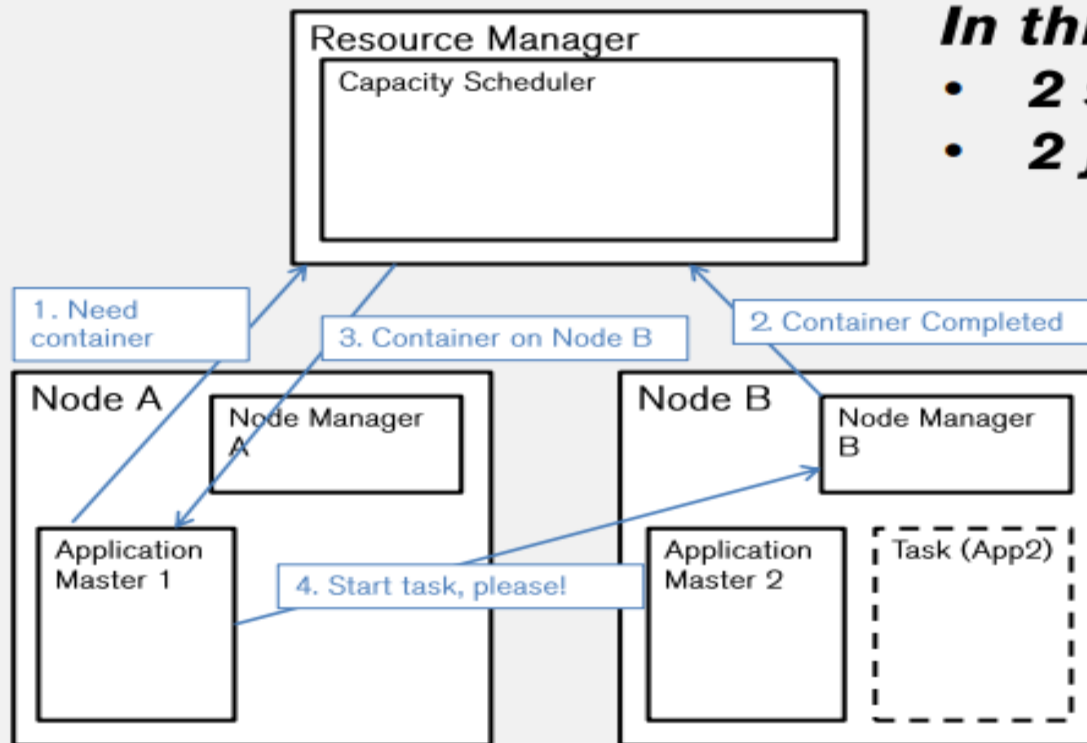 Resource Manager
Capacity Scheduler
In thi
• 2
• 2
1. Need
container
3. Container on Node B
2. Container Completed
Node A
Node Manager
A
Application
Master 1
4. Start task, please!
Node B
Node Manager
B
Application
Master 2
Task (App2)